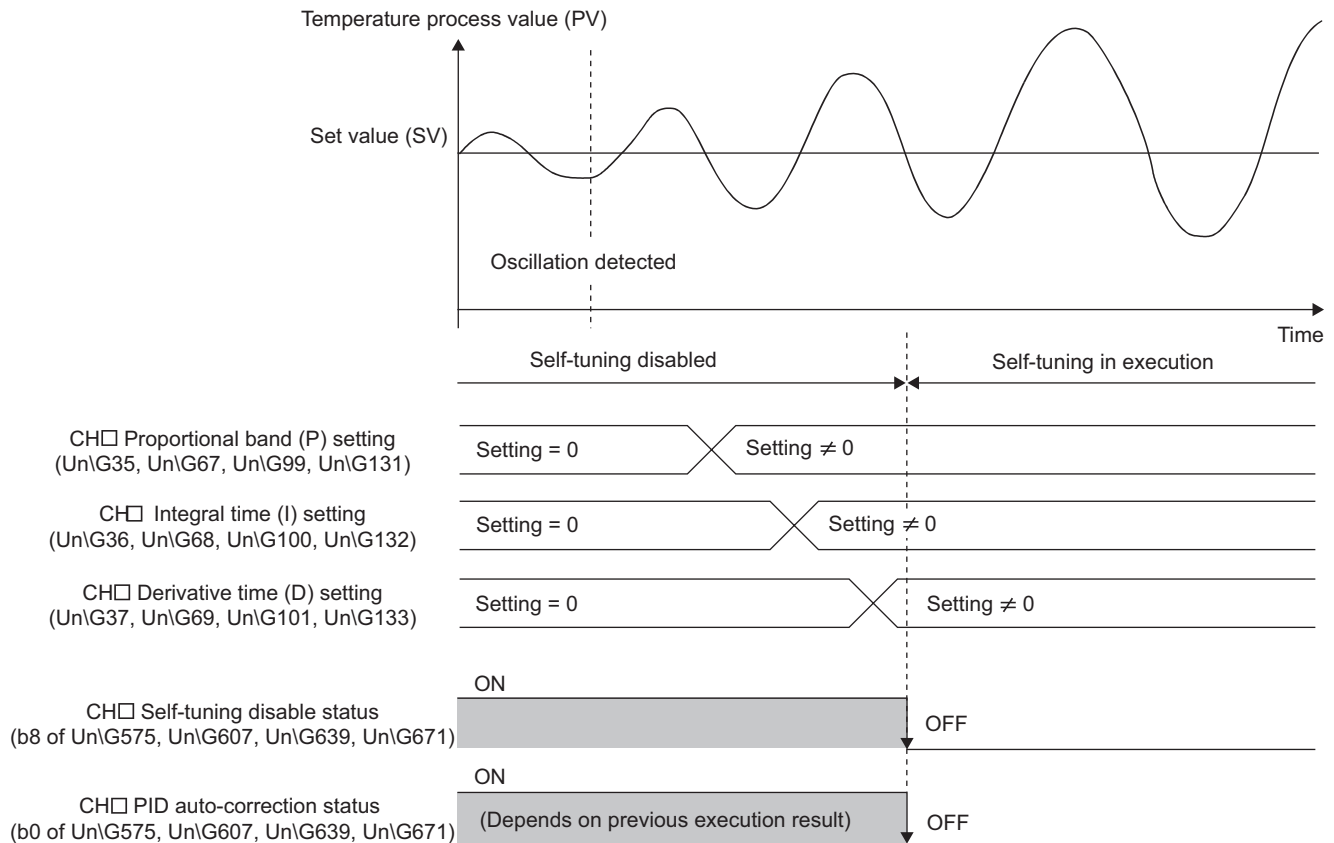 Temperature process value (PV)
Set value (SV)
Oscillation detected
Time
Self-tuning disabled
Self-tuning in execution
CH□ Proportional band (P) setting
(Un\G35, Un\G67, Un\G99, Un\G131)
Setting = 0
Setting ≠ 0
CH□ Integral time (I) setting
(Un\G36, Un\G68, Un\G100, Un\G132)
Setting = 0
Setting ≠ 0
CH□ Derivative time (D) setting
(Un\G37, Un\G69, Un\G101, Un\G133)
Setting = 0
Setting ≠ 0
ON
CH□ Self-tuning disable status
(b8 of Un\G575, Un\G607, Un\G639, Un\G671)
OFF
ON
CH□ PID auto-correction status
(b0 of Un\G575, Un\G607, Un\G639, Un\G671)
(Depends on previous execution result)
OFF